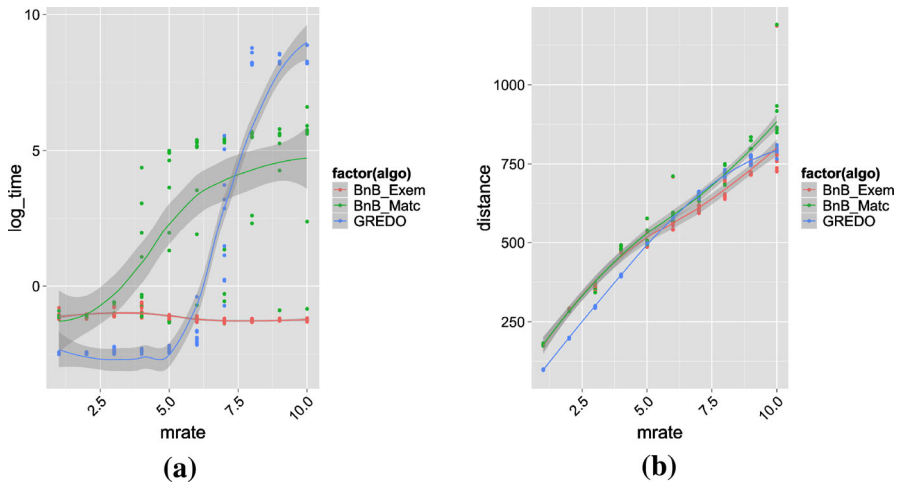 10
5
0
log_time
2.5
5.0
7.5
10.0
mrate
factor(algo)
BnB_Exem
BnB_Matc
GREDO
(a)
1000
750
500
250
distance
2.5
5.0
7.5
10.0
mrate
factor(algo)
BnB_Exem
BnB_Matc
GREDO
(b)